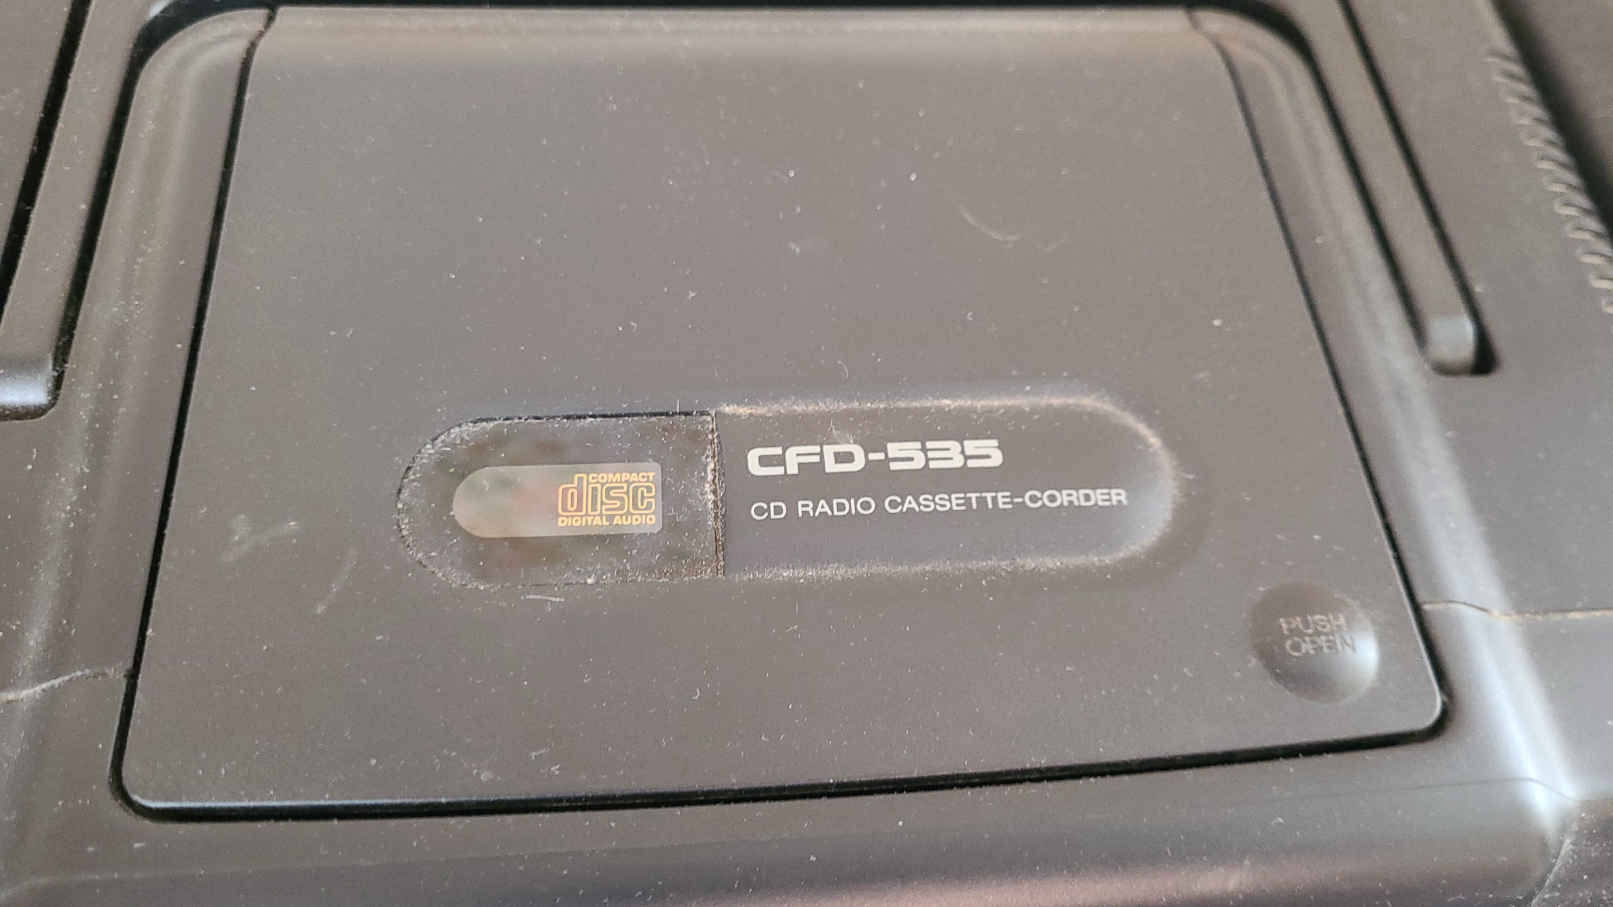 COMPACT
disc
DIGITAL AUDIO
CFD-535
CD RADIO CASSETTE-CORDER
PUSH
OPEN